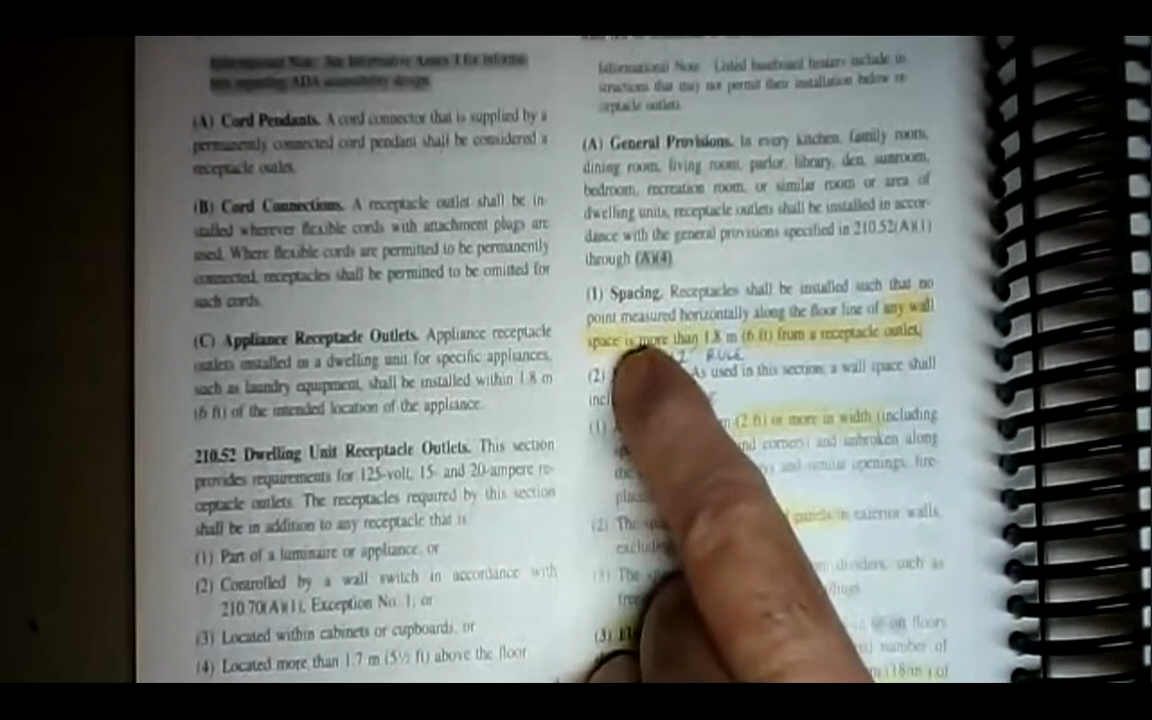 Informational Note: See Informative Annex J for informa-
tion regarding ADA accessibility design.
(A) Cord Pendants. A cord connector that is supplied by a
permanently connected cord pendant shall be considered a
receptacle outlet.
(B) Cord Connections. A receptacle outlet shall be in-
stalled wherever flexible cords with attachment plugs are
used. Where flexible cords are permitted to be permanently
connected, receptacles shall be permitted to be omitted for
such cords.
(C) Appliance Receptacle Outlets. Appliance receptacle
outlets installed in a dwelling unit for specific appliances,
such as laundry equipment, shall be installed within 1.8 m
(6 ft) of the intended location of the appliance.
210.52 Dwelling Unit Receptacle Outlets. This section
provides requirements for 125-volt, 15- and 20-ampere re-
ceptacle outlets. The receptacles required by this section
shall be in addition to any receptacle that is:
(1) Part of a luminaire or appliance, or
(2) Controlled by a wall switch in accordance with
210.70(A)(1), Exception No. 1, or
(3) Located within cabinets or cupboards, or
(4) Located more than 1.7 m (5½ ft) above the floor
Informational Note: Listed baseboard heaters include in-
structions that may not permit their installation below re-
ceptacle outlets.
(A) General Provisions. In every kitchen, family room,
dining room, living room, parlor, library, den, sunroom,
bedroom, recreation room, or similar room or area of
dwelling units, receptacle outlets shall be installed in accor-
dance with the general provisions specified in 210.52(A)(1)
through (A)(4).
(1) Spacing. Receptacles shall be installed such that no
point measured horizontally along the floor line of any wall
space is more than 1.8 m (6 ft) from a receptacle outlet.
RULE
(2) As used in this section, a wall space shall
incl
(1) (2 ft) or more in width (including
corners) and unbroken along
and similar openings, fire-
plac
(2) The panels in exterior walls,
excluding
(3) The dividers, such as
(3) or on floors
number of
(18 in.) of